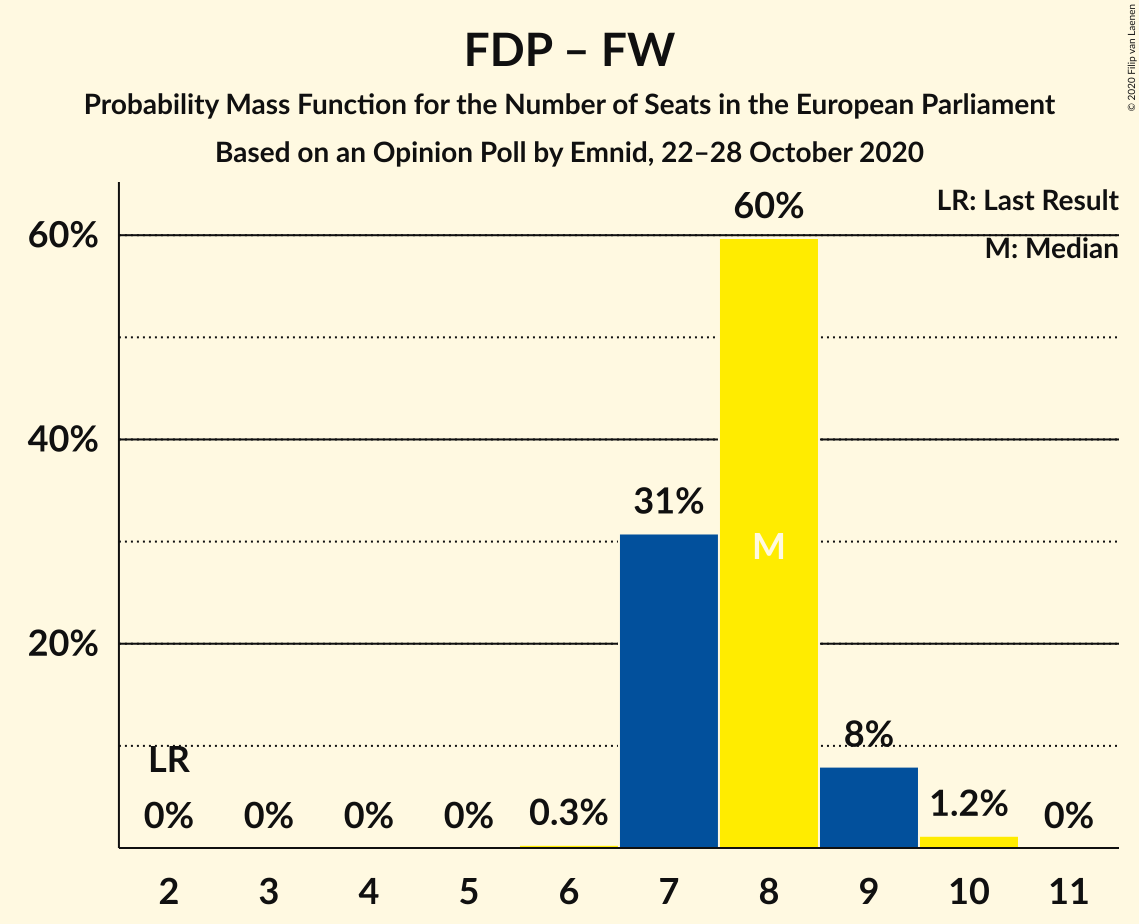 FDP – FW
Probability Mass Function for the Number of Seats in the European Parliament
Based on an Opinion Poll by Emnid, 22–28 October 2020
© 2020 Filip van Laenen
LR: Last Result
M: Median
60%
40%
20%
LR
0%
0%
0%
0%
0.3%
31%
60%
M
8%
1.2%
0%
2
3
4
5
6
7
8
9
10
11